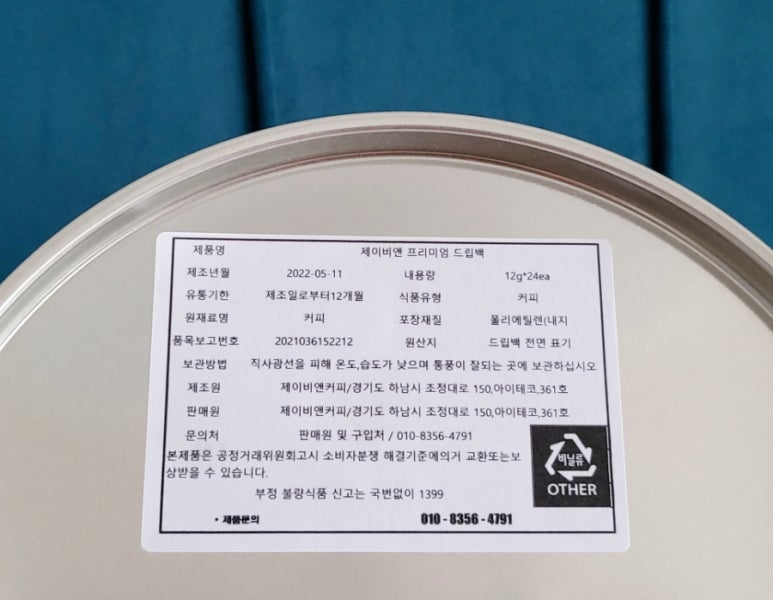 제품명 제이비앤 프리미엄 드립백
제조년월 2022-05-11 내용량 12g*24ea
유통기한 제조일로부터12개월 식품유형 커피
원재료명 커피 포장재질 폴리에틸렌(내지
품목보고번호 2021036152212 원산지 드립백 전면 표기
보관방법 직사광선을 피해 온도,습도가 낮으며 통풍이 잘되는 곳에 보관하십시오
제조원 제이비앤커피/경기도 하남시 조정대로 150,아이테코,361호
판매원 제이비앤커피/경기도 하남시 조정대로 150,아이테코,361호
문의처 판매원 및 구입처 / 010-8356-4791
본제품은 공정거래위원회고시 소비자분쟁 해결기준에의거 교환또는보
상받을 수 있습니다.
비닐류
OTHER
부정 불량식품 신고는 국번없이 1399
• 제품문의 010 - 8356 - 4791